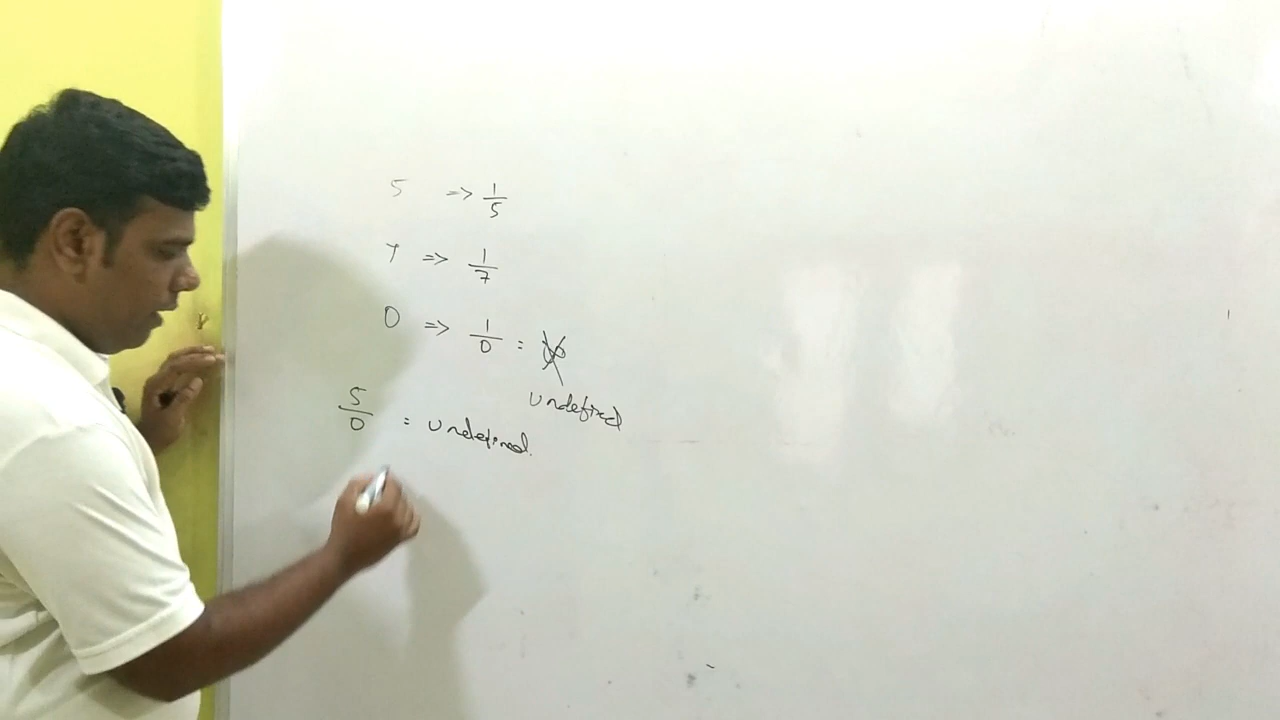 5 => 1/5
7 => 1/7
0 => 1/0 =
undefined
5/0 = undefined.